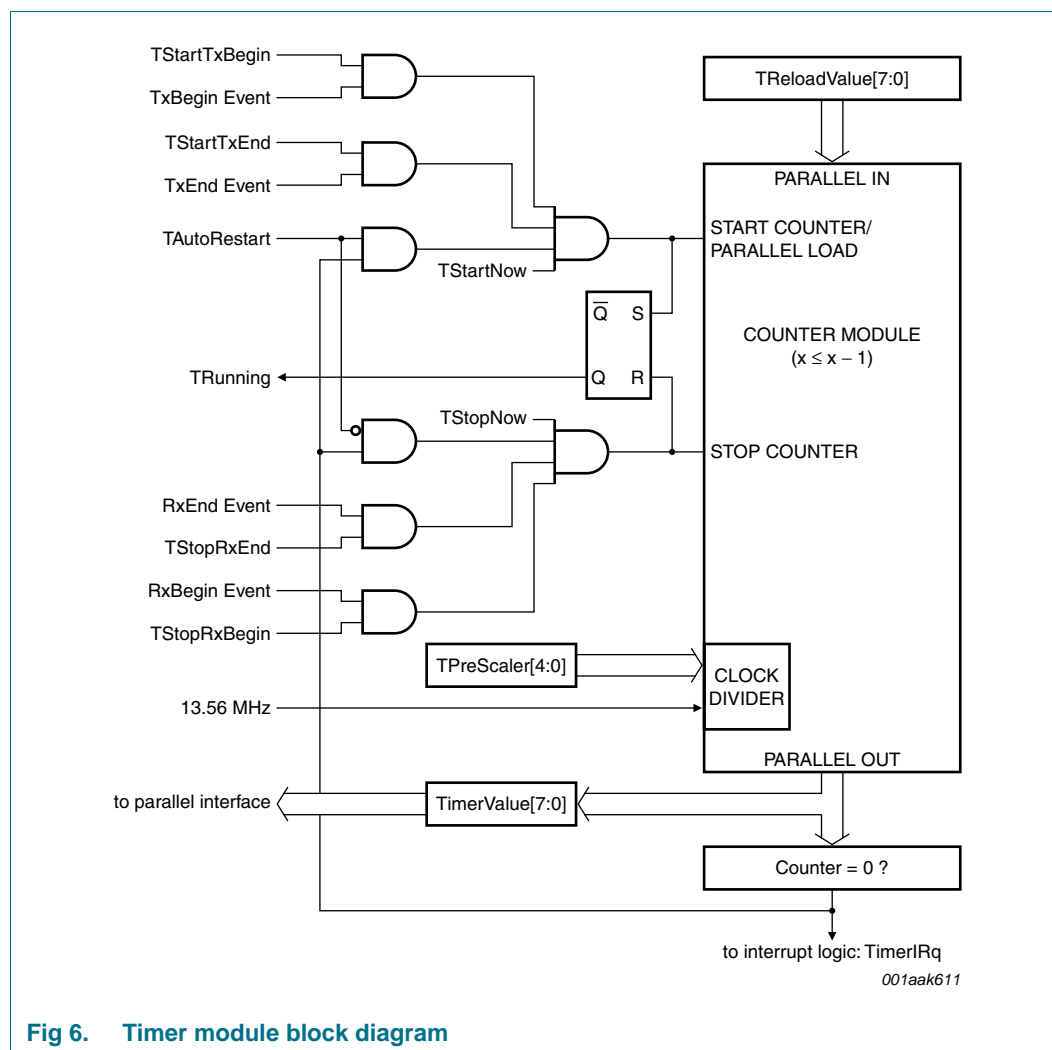 TStartTxBegin
TxBegin Event
TStartTxEnd
TxEnd Event
TAutoRestart
TStartNow
TReloadValue[7:0]
PARALLEL IN
START COUNTER/
PARALLEL LOAD
Q S
COUNTER MODULE
(x ≤ x − 1)
TRunning
Q R
TStopNow
STOP COUNTER
RxEnd Event
TStopRxEnd
RxBegin Event
TStopRxBegin
TPreScaler[4:0]
CLOCK
DIVIDER
13.56 MHz
PARALLEL OUT
to parallel interface
TimerValue[7:0]
Counter = 0 ?
to interrupt logic: TimerIRq
001aak611
Fig 6. Timer module block diagram